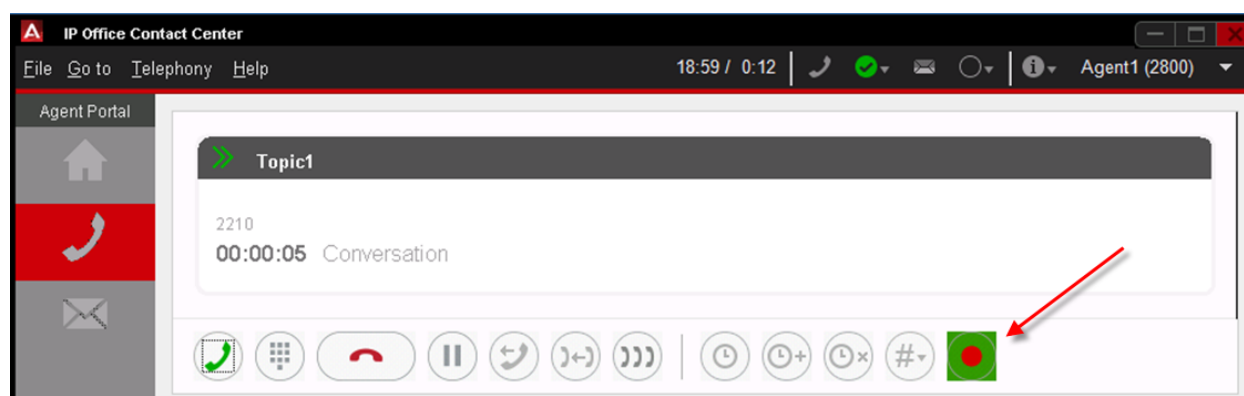 IP Office Contact Center
File Go to Telephony Help 18:59 / 0:12 Agent1 (2800)
Agent Portal
Topic1
2210
00:00:05 Conversation